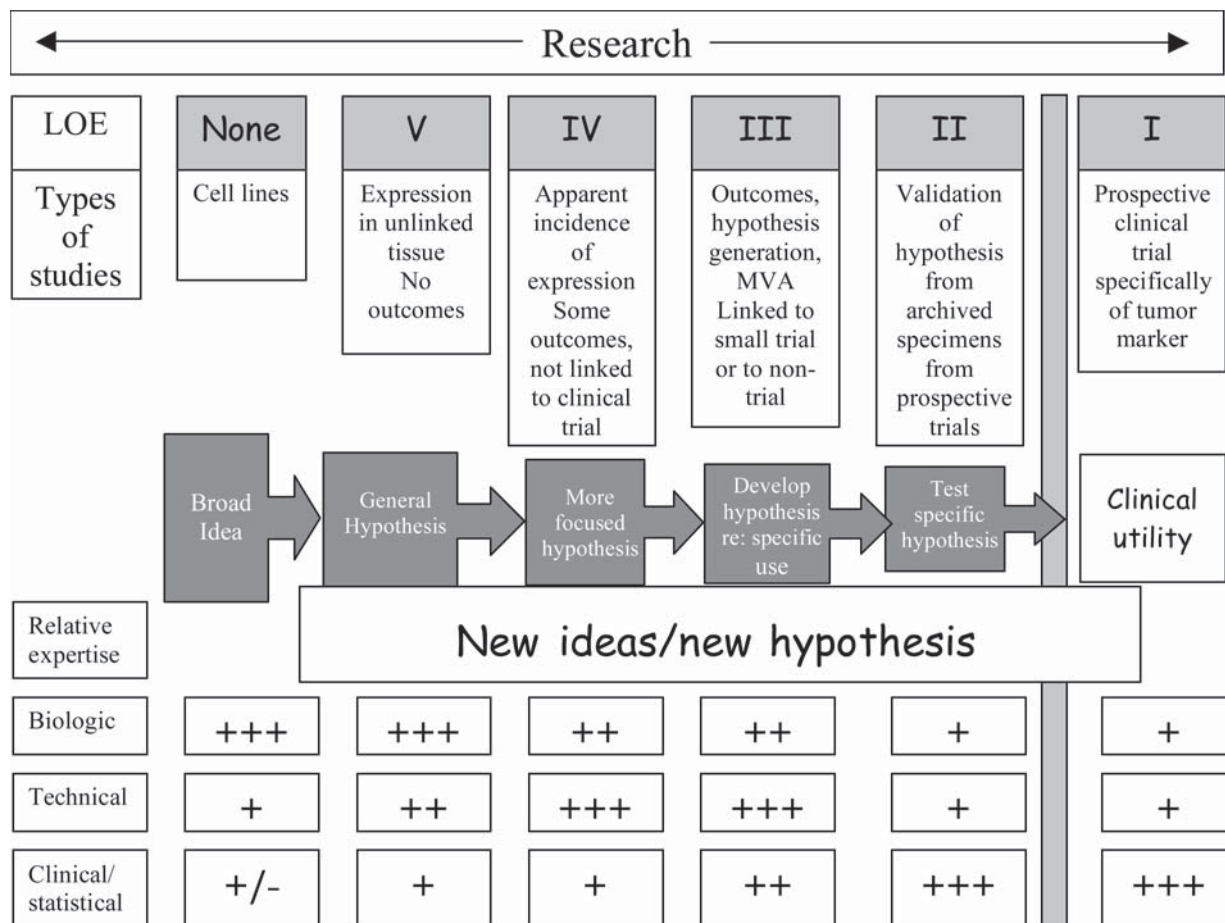 Research
LOE
None
V
IV
III
II
I
Types
of
studies
Cell lines
Expression
in unlinked
tissue
No
outcomes
Apparent
incidence
of
expression
Some
outcomes,
not linked
to clinical
trial
Outcomes,
hypothesis
generation,
MVA
Linked to
small trial
or to non-
trial
Validation
of
hypothesis
from
archived
specimens
from
prospective
trials
Prospective
clinical
trial
specifically
of tumor
marker
Broad
Idea
General
Hypothesis
More
focused
hypothesis
Develop
hypothesis
re: specific
use
Test
specific
hypothesis
Clinical
utility
Relative
expertise
New ideas/new hypothesis
Biologic
+++
+++
++
++
+
+
Technical
+
++
+++
+++
+
+
Clinical/
statistical
+/-
+
+
++
+++
+++